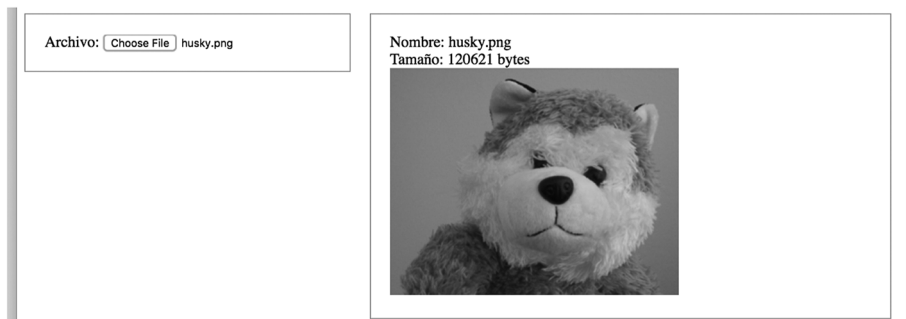 Archivo: Choose File husky.png
Nombre: husky.png
Tamaño: 120621 bytes